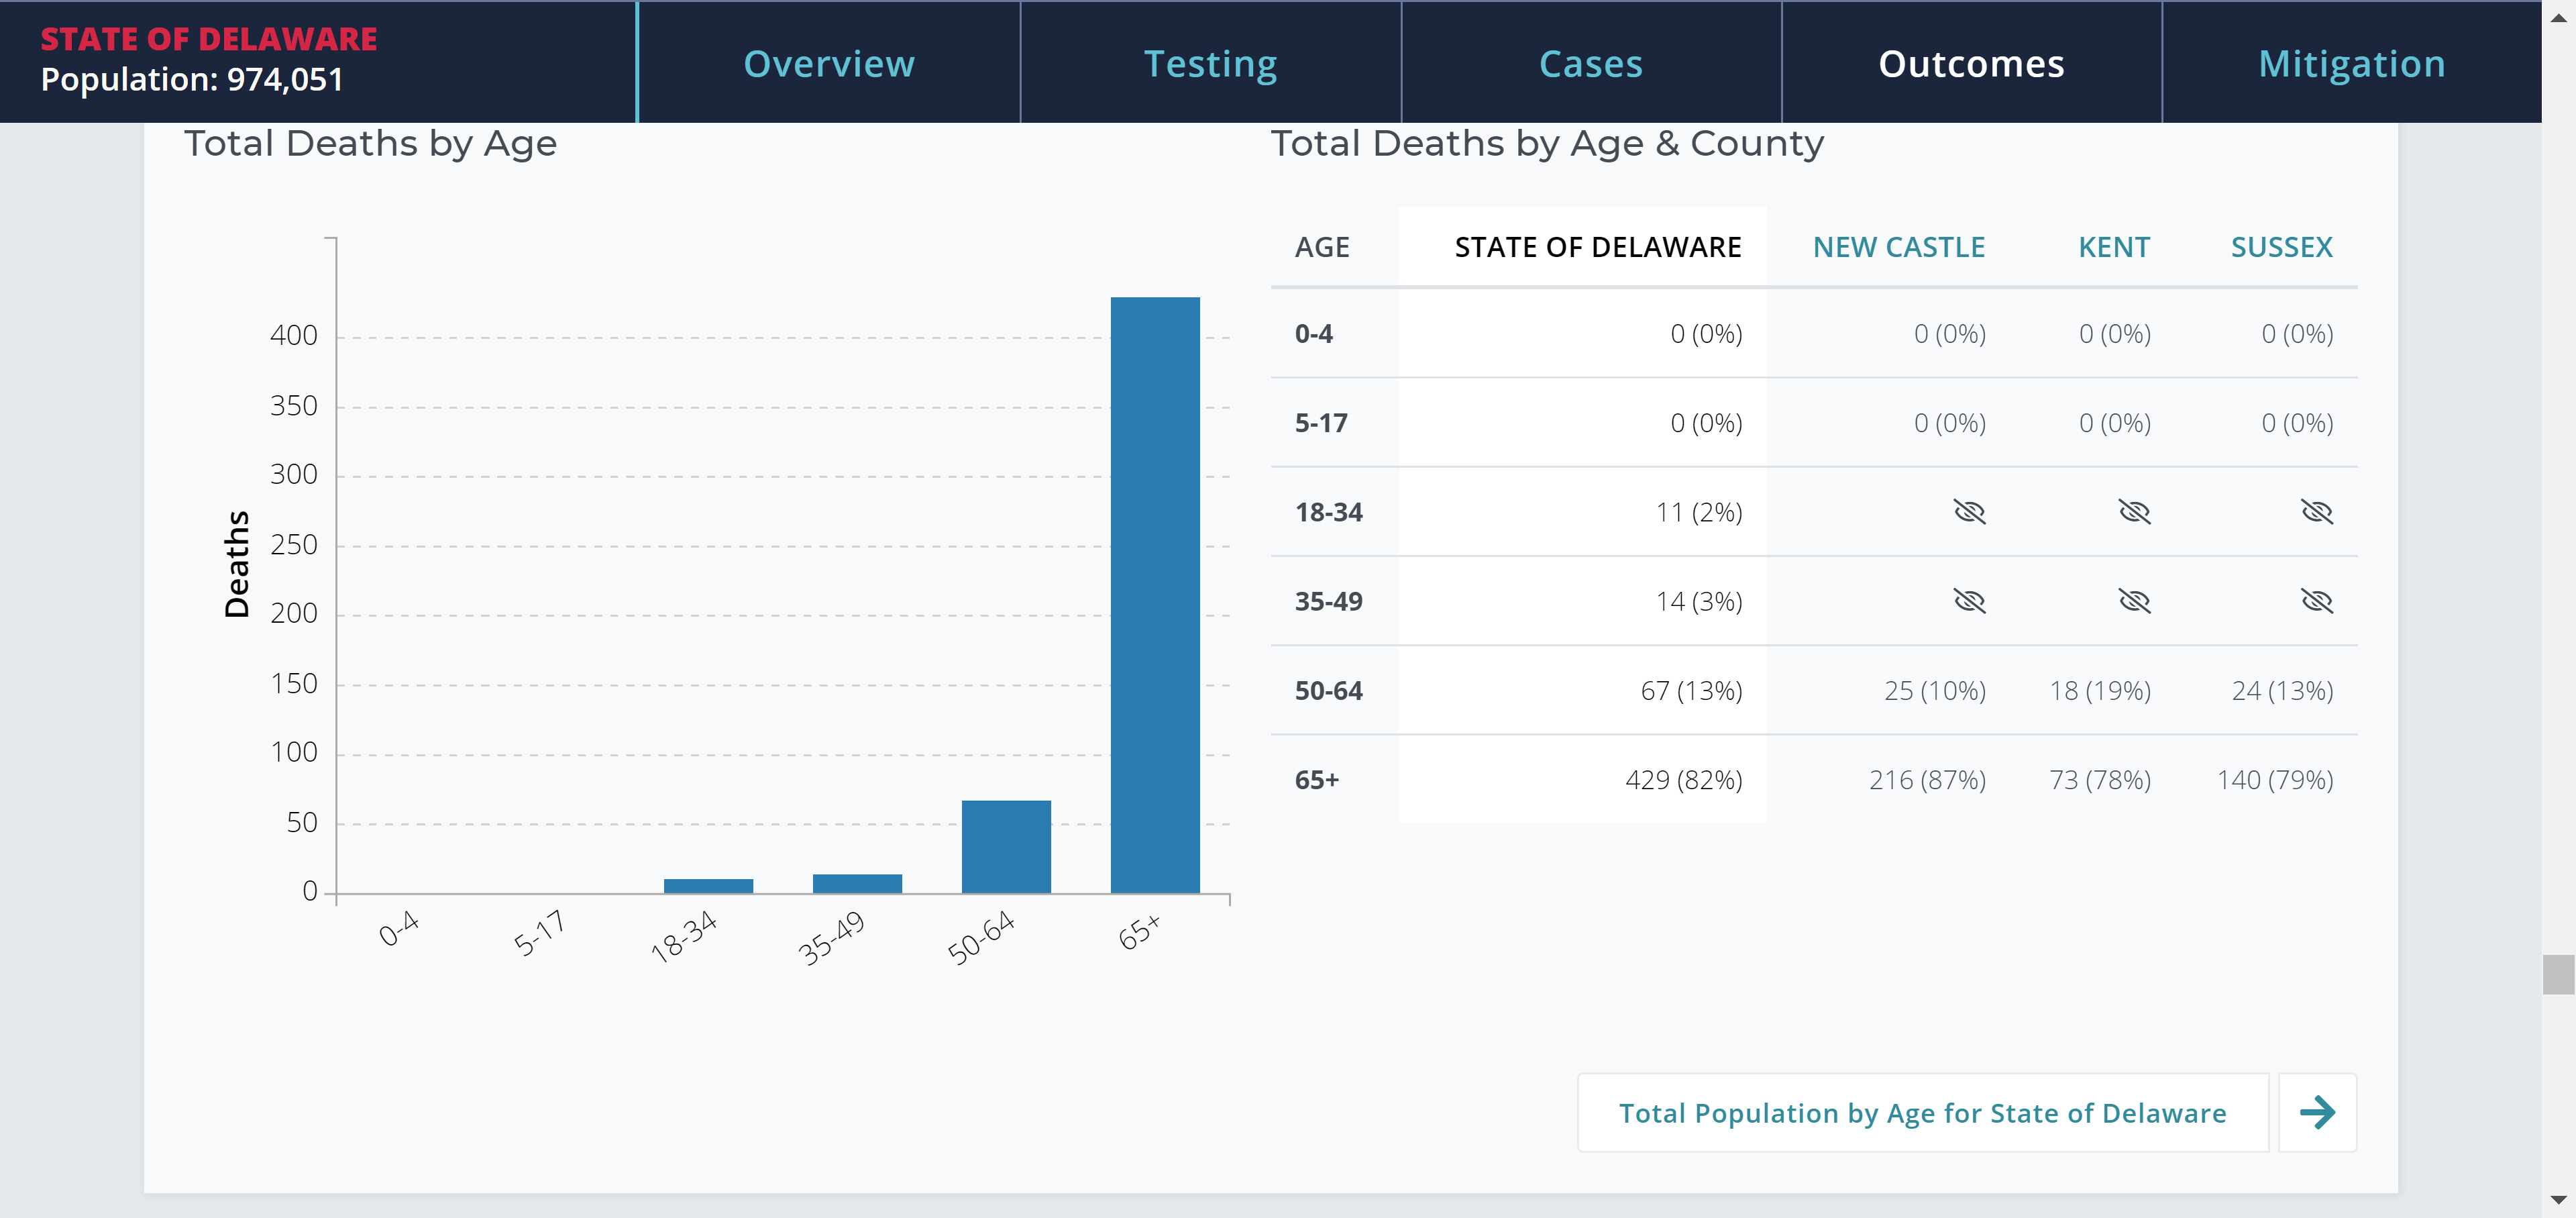 STATE OF DELAWARE
Population: 974,051
Overview
Testing
Cases
Outcomes
Mitigation
Total Deaths by Age
Deaths
400
350
300
250
200
150
100
50
0
0-4
5-17
18-34
35-49
50-64
65+
Total Deaths by Age & County
AGE STATE OF DELAWARE NEW CASTLE KENT SUSSEX
0-4 0 (0%) 0 (0%) 0 (0%) 0 (0%)
5-17 0 (0%) 0 (0%) 0 (0%) 0 (0%)
18-34 11 (2%)
35-49 14 (3%)
50-64 67 (13%) 25 (10%) 18 (19%) 24 (13%)
65+ 429 (82%) 216 (87%) 73 (78%) 140 (79%)
Total Population by Age for State of Delaware